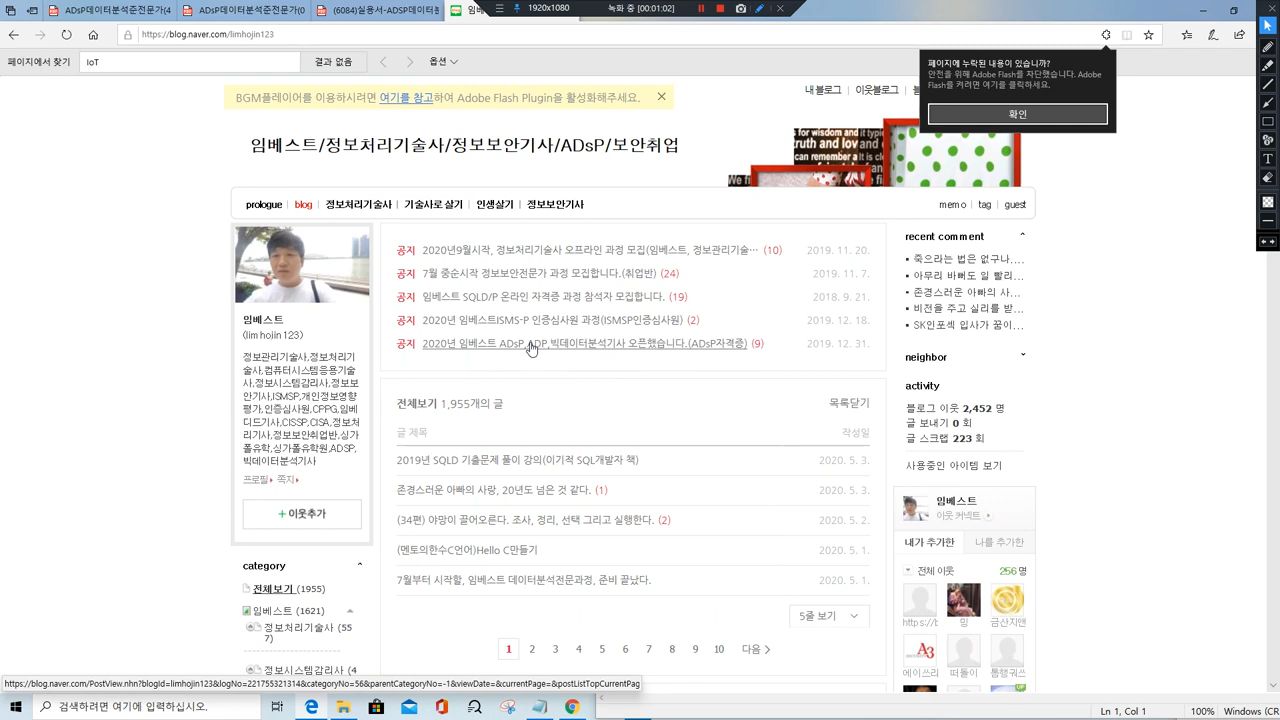 ADsP데이터분석준전문가(4
ADsP데이터분석준전문가(0
(6084)실용서-ADSP데이터등
1920x1080
녹화 중 [00:01:02]
https://blog.naver.com/limhojin123
페이지에서 찾기
IoT
결과 없음
옵션
페이지에 누락된 내용이 있습니까?
안전을 위해 Adobe Flash를 차단했습니다. Adobe
Flash를 켜려면 여기를 클릭하세요.
확인
BGM플레이터를 이용하시려면 여기를 참고하여 Adobe Flash Plugin을 활성화해주세요.
내 블로그
이웃블로그
임베스트/정보처리기술사/정보보안기사/ADsP/보안취업
prologue
blog
정보처리기술사
기술사로 살기
인생살기
정보보안기사
memo
tag
guest
공지 2020년9월시작, 정보처리기술사 오프라인 과정 모집(임베스트, 정보관리기술… (10) 2019. 11. 20.
공지 7월 중순시작 정보보안전문가 과정 모집합니다.(취업반) (24) 2019. 11. 7.
공지 임베스트 SQLD/P 온라인 자격증 과정 참석자 모집합니다. (19) 2018. 9. 21.
공지 2020년 임베스트ISMS-P 인증심사원 과정(ISMSP인증심사원) (2) 2019. 12. 18.
공지 2020년 임베스트 ADsP, 빅데이터분석기사 오픈했습니다.(ADsP자격증) (9) 2019. 12. 31.
임베스트
(limhojin123)
정보관리기술사,정보처리기
술사,컴퓨터시스템응용기술
사,정보시스템감리사,정보보
안기사,ISMSP,개인정보영향
평가,인증심사원,CPPG,임베
디드기사,CISSP,CISA,정보처
리기사,정보보안취업반,싱가
폴유학,싱가폴유학원,ADSP,
빅데이터분석기사
프로필
쪽지
+ 이웃추가
category
전체보기 (1955)
임베스트 (1621)
정보처리기술사 (55
7)
정보시스템감리사 (4
전체보기 1,955개의 글
목록닫기
글 제목
작성일
2019년 SQLD 기출문제 풀이 강의(이기적 SQL개발자 책) 2020. 5. 3.
존경스러운 아빠의 사랑, 20년도 넘은 것 같다. (1) 2020. 5. 3.
(34편) 야망이 끌어오른다. 조사, 정리, 선택 그리고 실행한다. (2) 2020. 5. 2.
(멘토의한수C언어)Hello C만들기 2020. 5. 1.
7월부터 시작할, 임베스트 데이터분석전문과정, 준비 끝났다. 2020. 5. 1.
5줄 보기
1 2 3 4 5 6 7 8 9 10 다음
recent comment
죽으라는 법은 없구나....
아무리 바뻐도 일 빨리...
존경스러운 아빠의 사...
비전을 주고 실리를 받...
SK인포섹 입사가 꿈이...
neighbor
activity
블로그 이웃 2,452 명
글 보내기 0 회
글 스크랩 223 회
사용중인 아이템 보기
임베스트
이웃 커넥트
내가 추가한
나를 추가한
전체 이웃 256 명
https://b
밍
금산지앤
A3
에이쓰리
떠돌이
톰행궈쓰
UP
검색하려면 여기에 입력하십시오.
Ln 1, Col 1
100%
Windows (CR